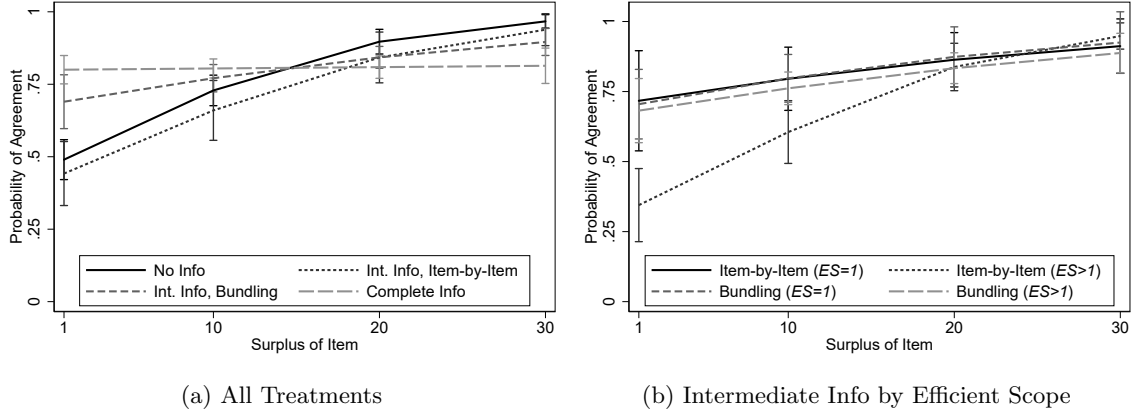 Probability of Agreement
1
.75
.5
.25
0
No Info
Int. Info, Item-by-Item
Int. Info, Bundling
Complete Info
1
10
20
30
Surplus of Item
(a) All Treatments
Probability of Agreement
1
.75
.5
.25
0
Item-by-Item (ES=1)
Item-by-Item (ES>1)
Bundling (ES=1)
Bundling (ES>1)
1
10
20
30
Surplus of Item
(b) Intermediate Info by Efficient Scope